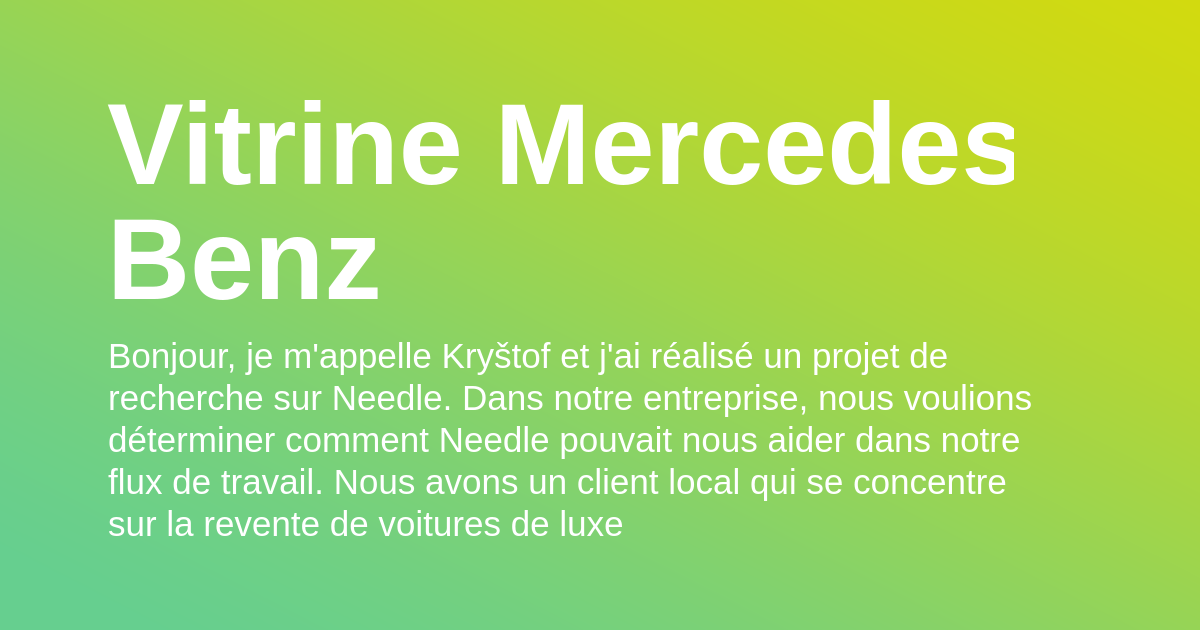 Vitrine Mercedes
Benz
Bonjour, je m'appelle Kryštof et j'ai réalisé un projet de
recherche sur Needle. Dans notre entreprise, nous voulions
déterminer comment Needle pouvait nous aider dans notre
flux de travail. Nous avons un client local qui se concentre
sur la revente de voitures de luxe